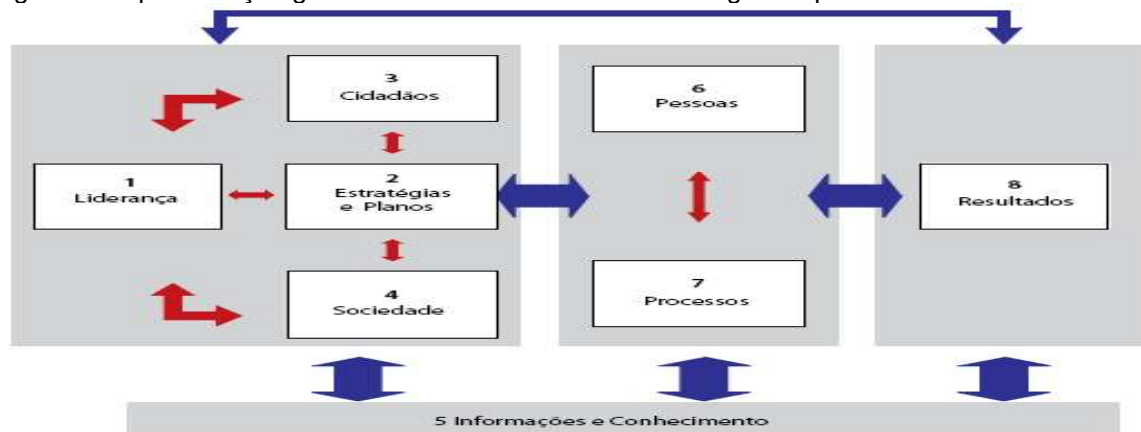 3
Cidadãos
6
Pessoas
1
Liderança
2
Estratégias
e Planos
8
Resultados
4
Sociedade
7
Processos
5 Informações e Conhecimento